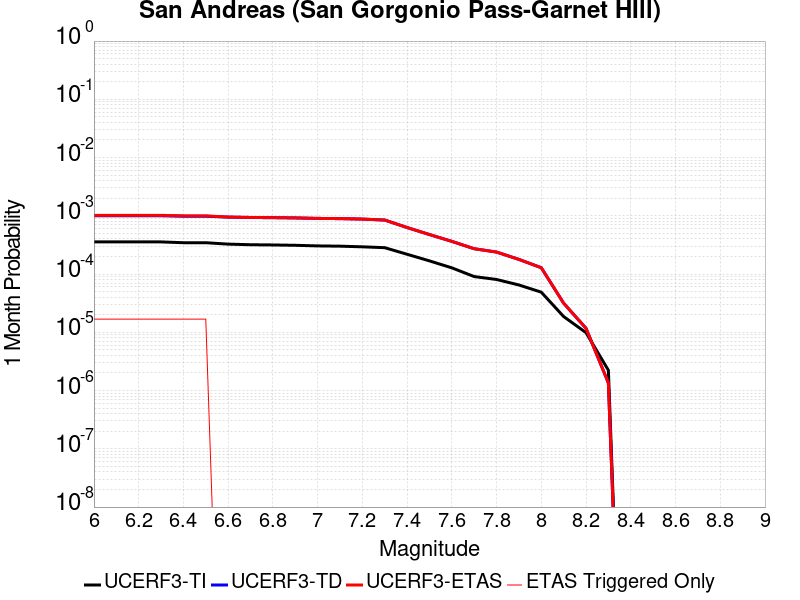 San Andreas (San Gorgonio Pass-Garnet HIll)
10^0
10^-1
10^-2
10^-3
10^-4
10^-5
10^-6
10^-7
10^-8
1 Month Probability
6 6.2 6.4 6.6 6.8 7 7.2 7.4 7.6 7.8 8 8.2 8.4 8.6 8.8 9
Magnitude
UCERF3-TI UCERF3-TD UCERF3-ETAS ETAS Triggered Only